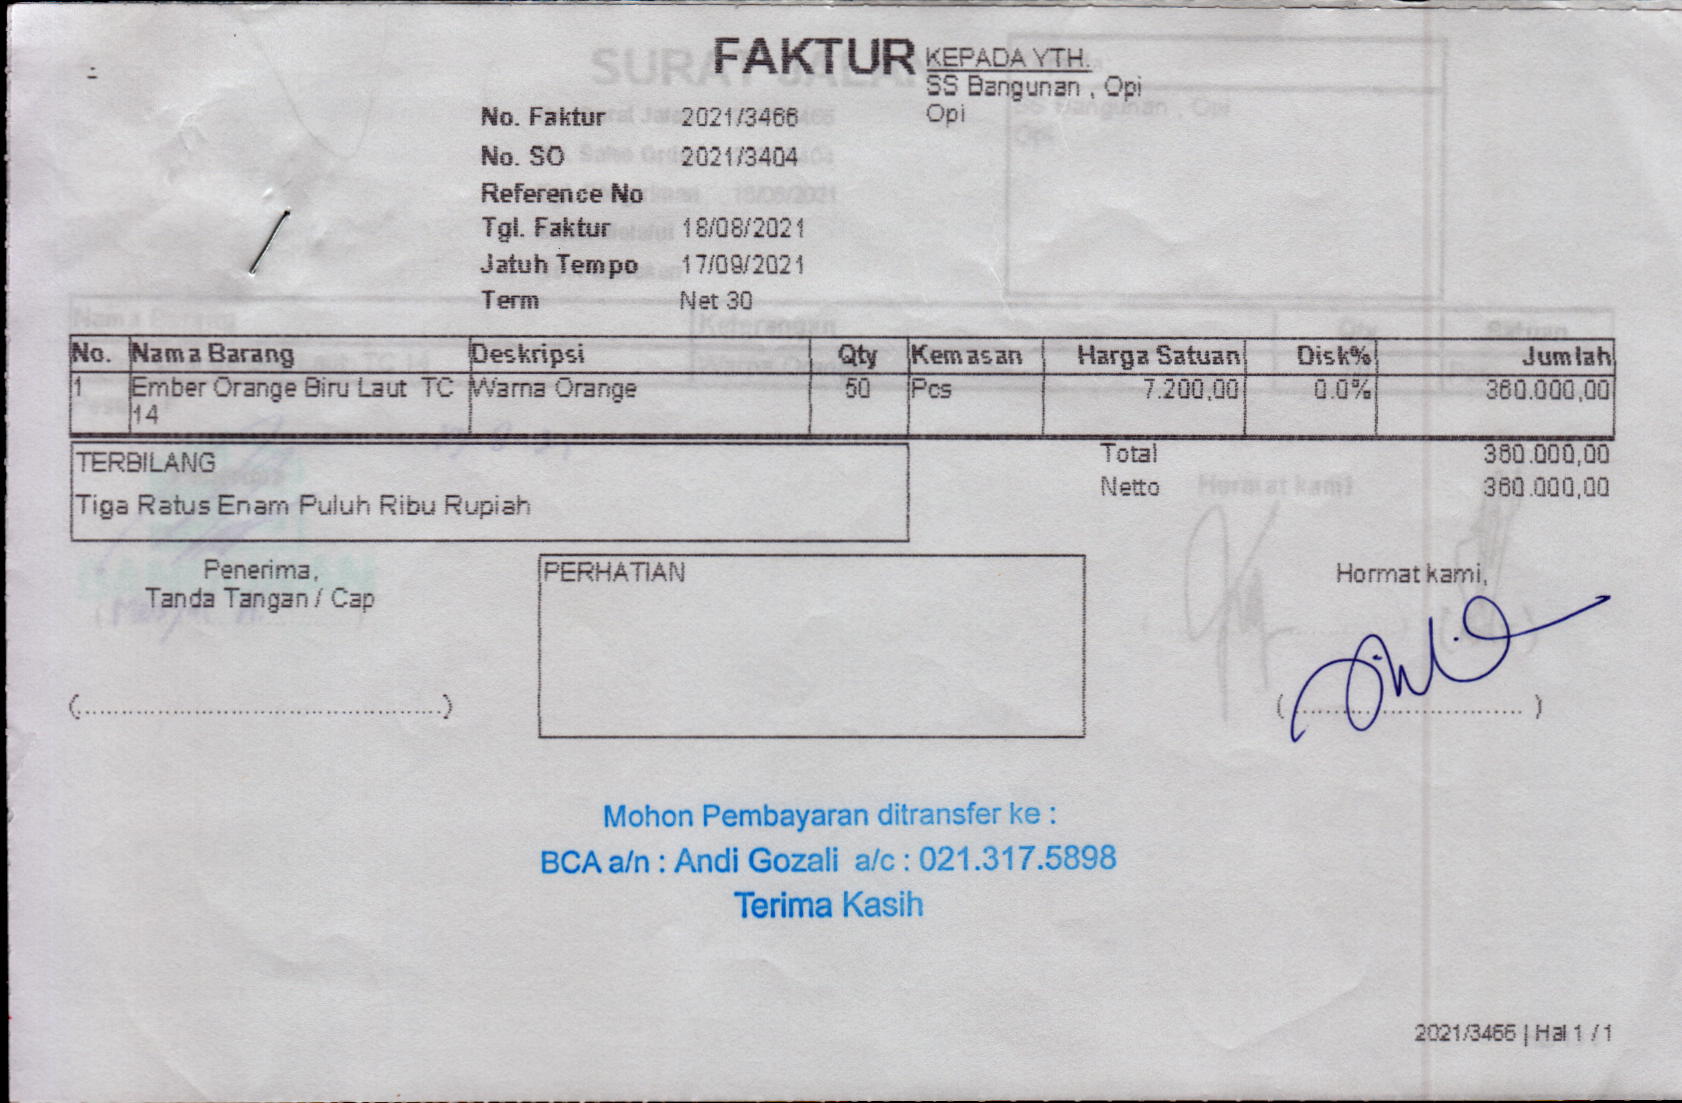 FAKTUR
KEPADA YTH.
SS Bangunan , Opi
Opi
No. Faktur 2021/3466
No. SO 2021/3404
Reference No
Tgl. Faktur 18/08/2021
Jatuh Tempo 17/09/2021
Term Net 30
No. Nama Barang Deskripsi Qty Kemasan Harga Satuan Disk% Jumlah
1 Ember Orange Biru Laut TC Warna Orange 50 Pcs 7.200,00 0.0% 360.000,00
14
TERBILANG
Tiga Ratus Enam Puluh Ribu Rupiah
Total 360.000,00
Netto 360.000,00
Penerima,
Tanda Tangan / Cap
(.................................................)
PERHATIAN
Hormat kami,
(................................ )
Mohon Pembayaran ditransfer ke :
BCA a/n : Andi Gozali a/c : 021.317.5898
Terima Kasih
2021/3466 | Hal 1 / 1